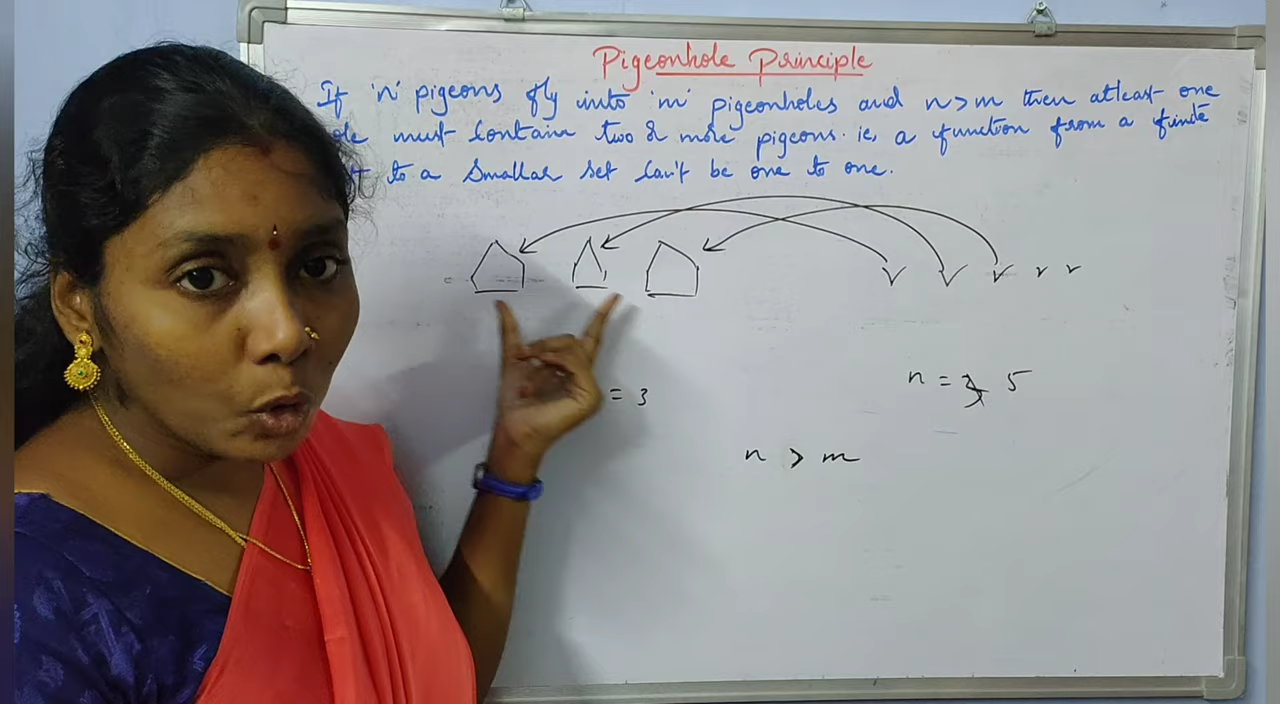 Pigeonhole Principle
If 'n' pigeons fly into 'm' pigeonholes and n>m then atleast one
must contain two & more pigeons. ie, a function from a finite
to a smallar set can't be one to one.
= 3
n = 5
n > m